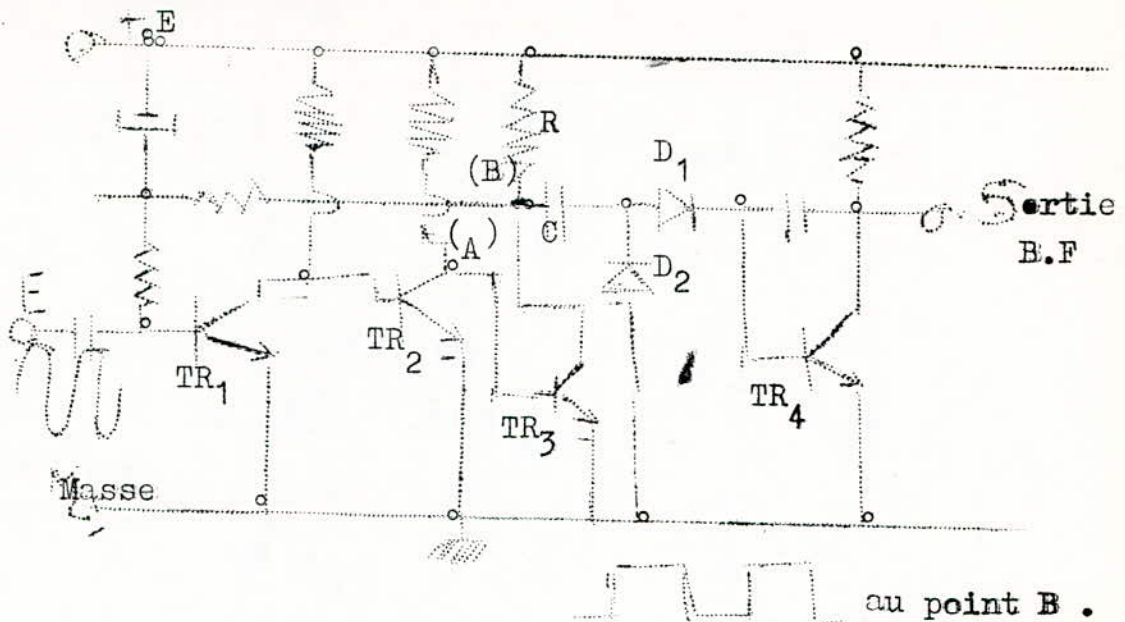 + E
R
(B)
D1
C
Sortie
B.F
(A)
D2
E
TR1
TR2
TR3
TR4
Masse
au point B .